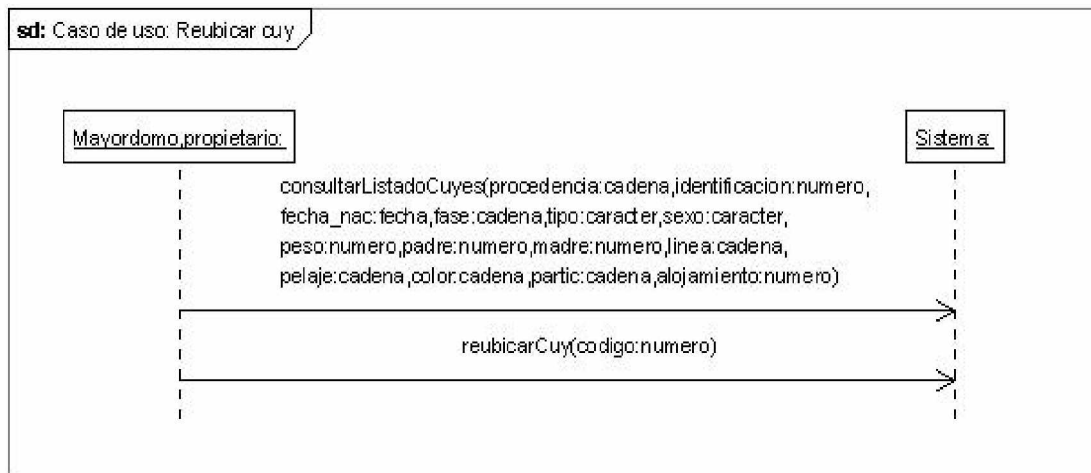 sd: Caso de uso: Reubicar cuy
Mayordomo,propietario:
Sistema:
consultarListadoCuyes(procedencia:cadena,identificacion:numero,
fecha_nac:fecha,fase:cadena,tipo:caracter,sexo:caracter,
peso:numero,padre:numero,madre:numero,linea:cadena,
pelaje:cadena,color:cadena,partic:cadena,alojamiento:numero)
reubicarCuy(codigo:numero)